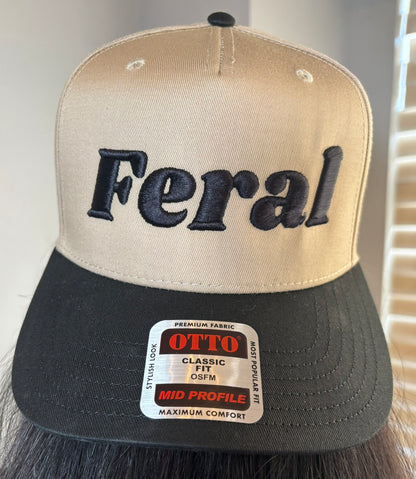 Feral
PREMIUM FABRIC
STYLISH LOOK
OTTO
CLASSIC
FIT
OSFM
MID PROFILE
MOST POPULAR FIT
MAXIMUM COMFORT